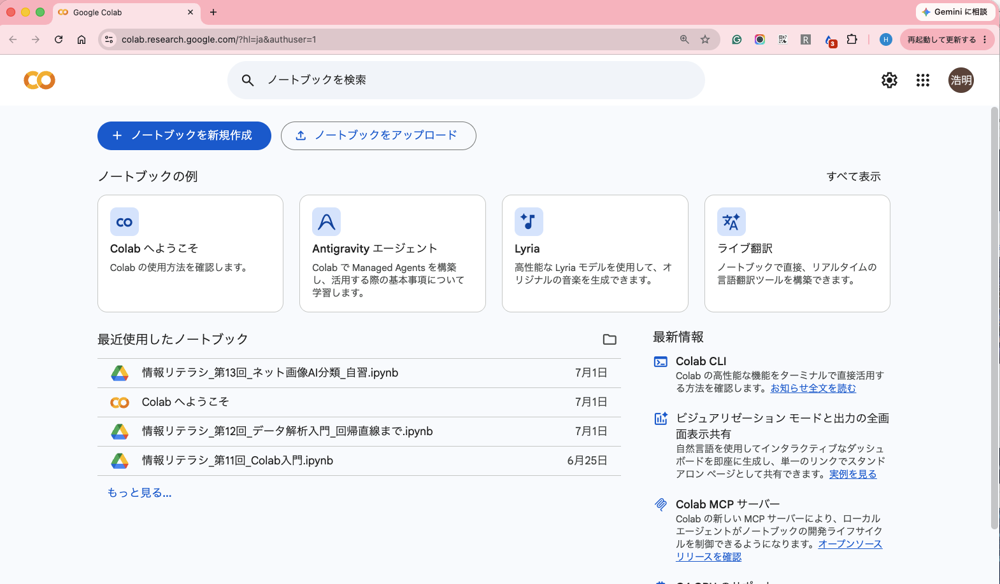 Google Colab
Gemini に相談
colab.research.google.com/?hl=ja&authuser=1
R
3
H
再起動して更新する
ノートブックを検索
浩明
ノートブックを新規作成
ノートブックをアップロード
ノートブックの例
すべて表示
Colab へようこそ
Colab の使用方法を確認します。
Antigravity エージェント
Colab で Managed Agents を構築
し、活用する際の基本事項について
学習します。
Lyria
高性能な Lyria モデルを使用して、オ
リジナルの音楽を生成できます。
ライブ翻訳
ノートブックで直接、リアルタイムの
言語翻訳ツールを構築できます。
最近使用したノートブック
情報リテラシ_第13回_ネット画像AI分類_自習.ipynb
7月1日
Colab へようこそ
7月1日
情報リテラシ_第12回_データ解析入門_回帰直線まで.ipynb
7月1日
情報リテラシ_第11回_Colab入門.ipynb
6月25日
もっと見る...
最新情報
Colab CLI
Colab の高性能な機能をターミナルで直接活用す
る方法を確認します。お知らせ全文を読む
ビジュアリゼーション モードと出力の全画
面表示共有
自然言語を使用してインタラクティブなダッシュ
ボードを即座に生成し、単一のリンクでスタンド
アロン ページとして共有できます。実例を見る
Colab MCP サーバー
Colab の新しい MCP サーバーにより、ローカル
エージェントがノートブックの開発ライフサイク
ルを制御できるようになります。オープンソース
リリースを確認